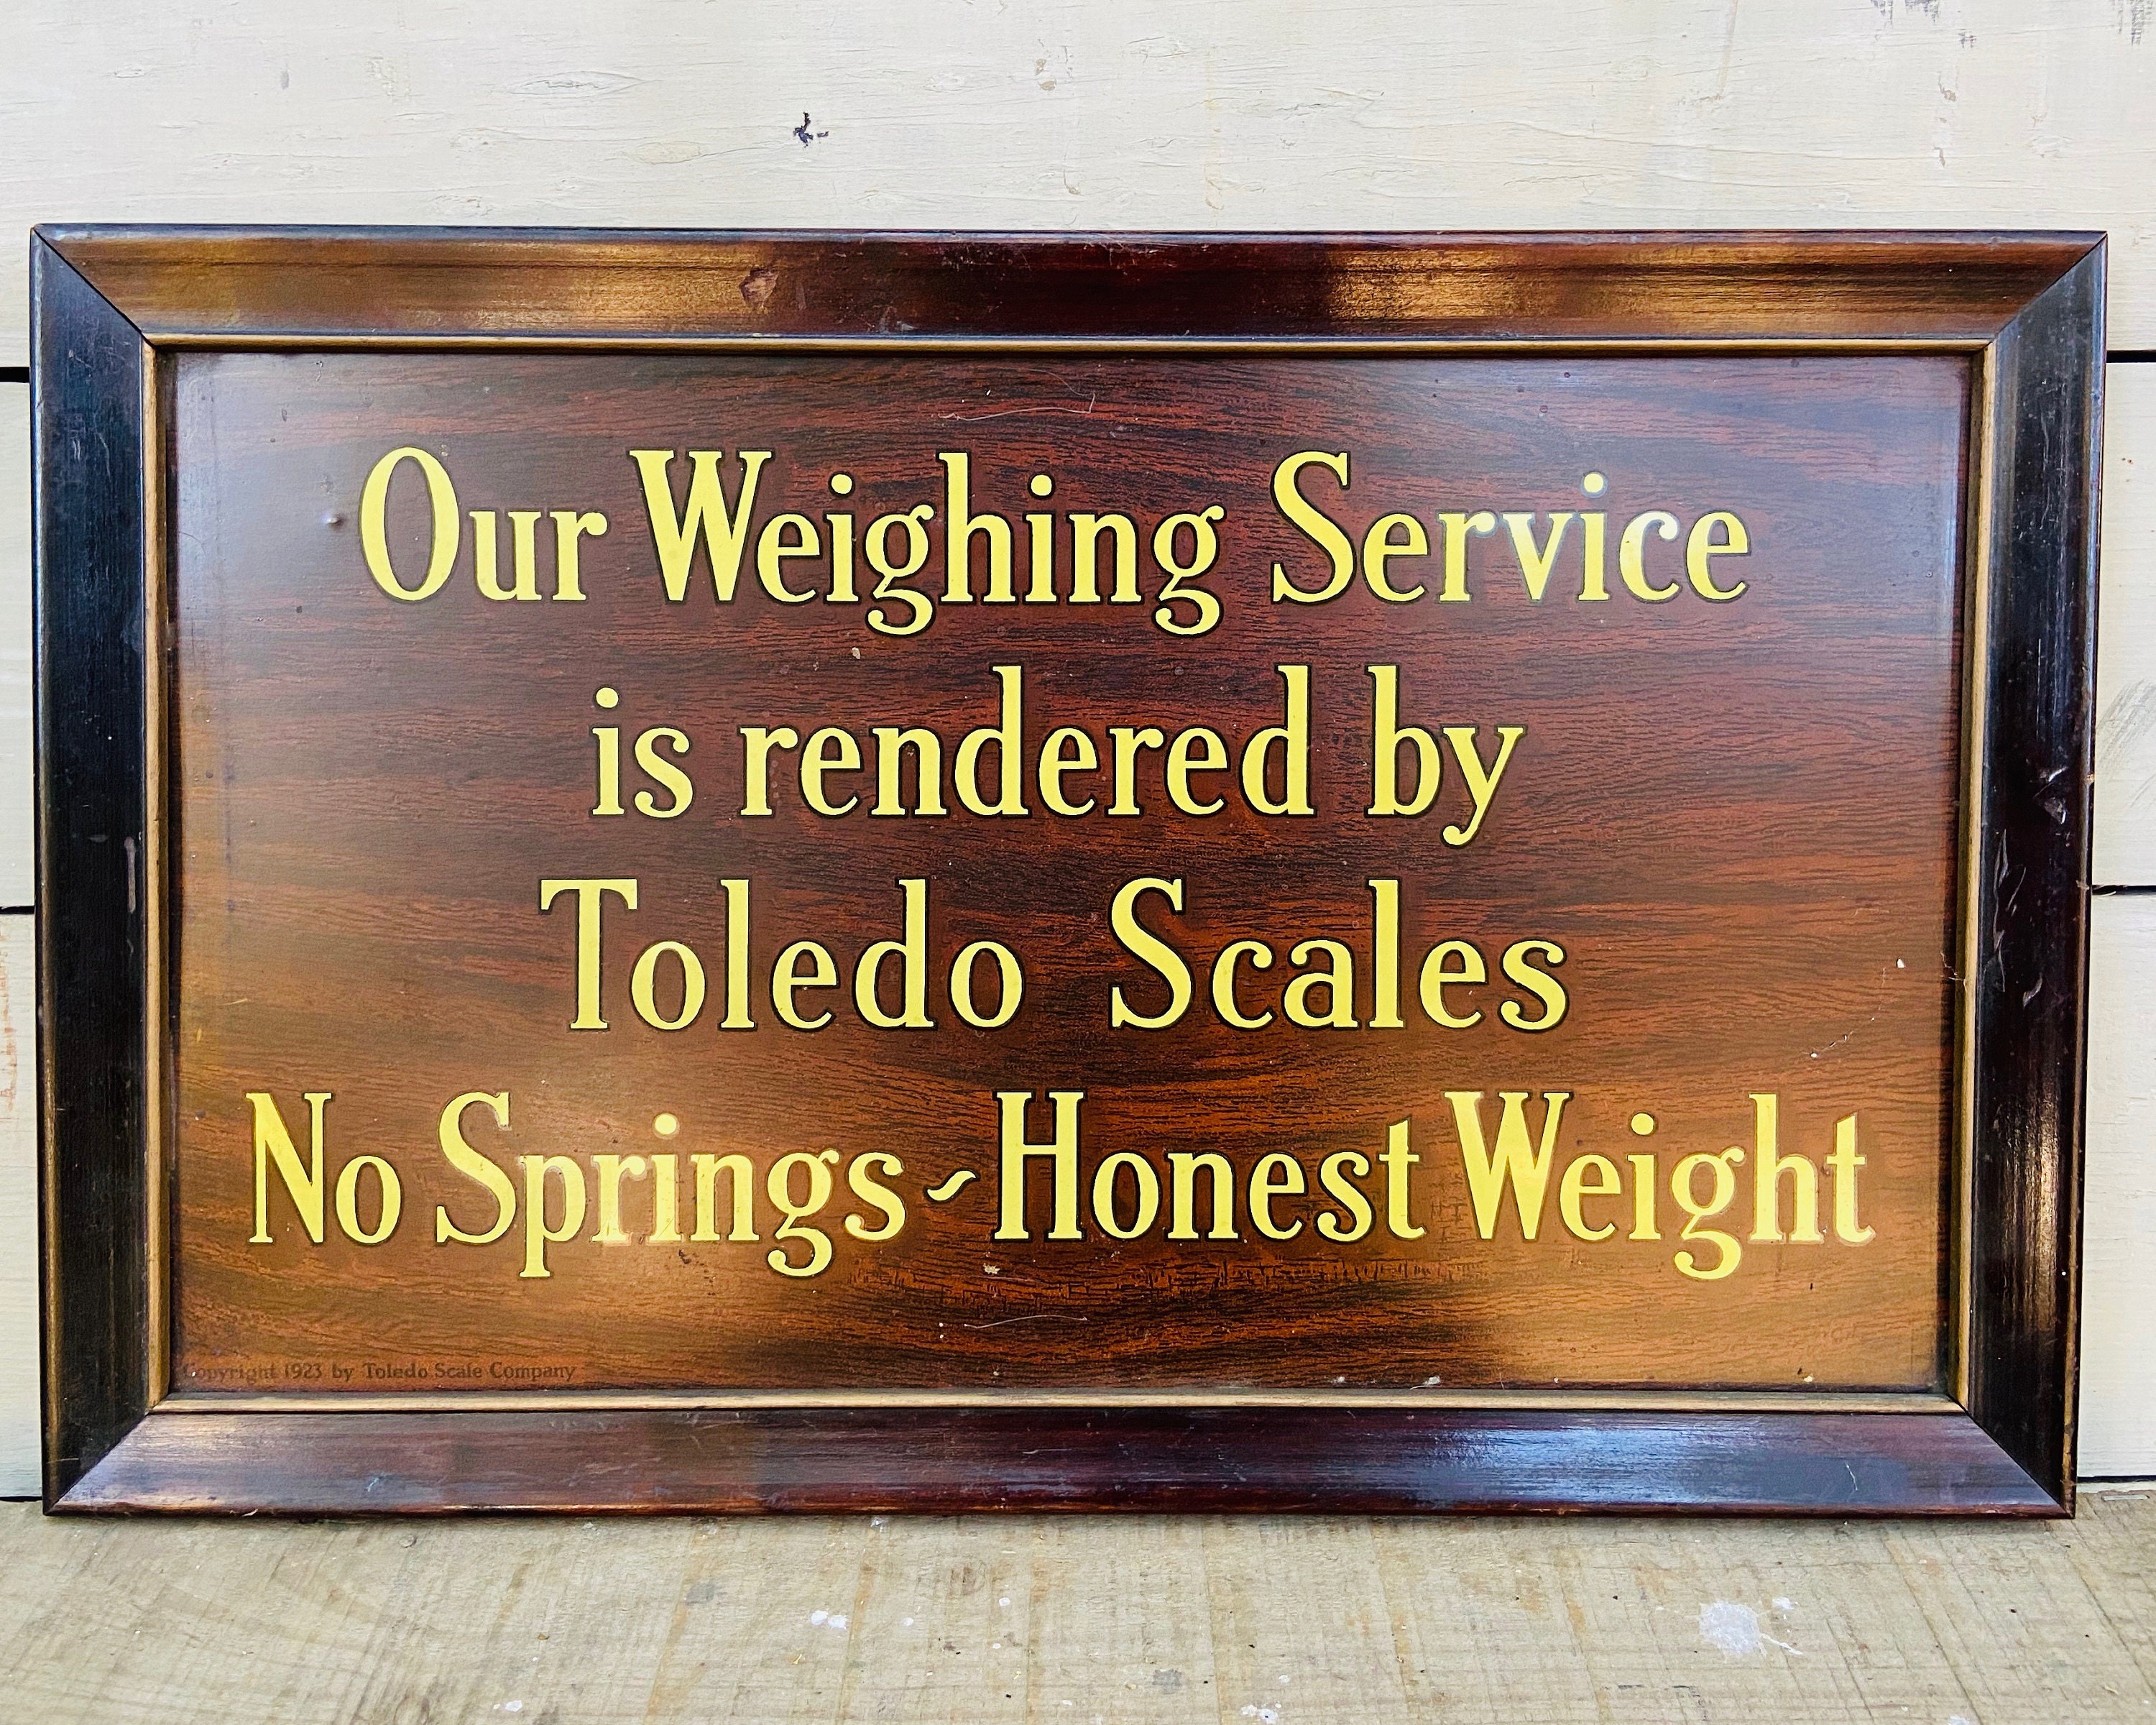 Our Weighing Service
is rendered by
Toledo Scales
No Springs ~ Honest Weight
Copyright 1923 by Toledo Scale Company